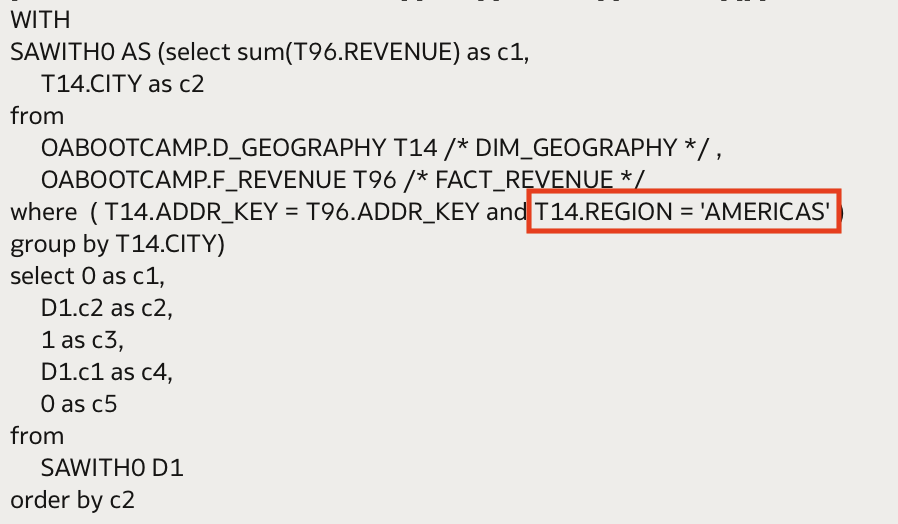 WITH
SAWITH0 AS (select sum(T96.REVENUE) as c1,
T14.CITY as c2
from
OABOOTCAMP.D_GEOGRAPHY T14 /* DIM_GEOGRAPHY */ ,
OABOOTCAMP.F_REVENUE T96 /* FACT_REVENUE */
where ( T14.ADDR_KEY = T96.ADDR_KEY and T14.REGION = 'AMERICAS' )
group by T14.CITY)
select 0 as c1,
D1.c2 as c2,
1 as c3,
D1.c1 as c4,
0 as c5
from
SAWITH0 D1
order by c2